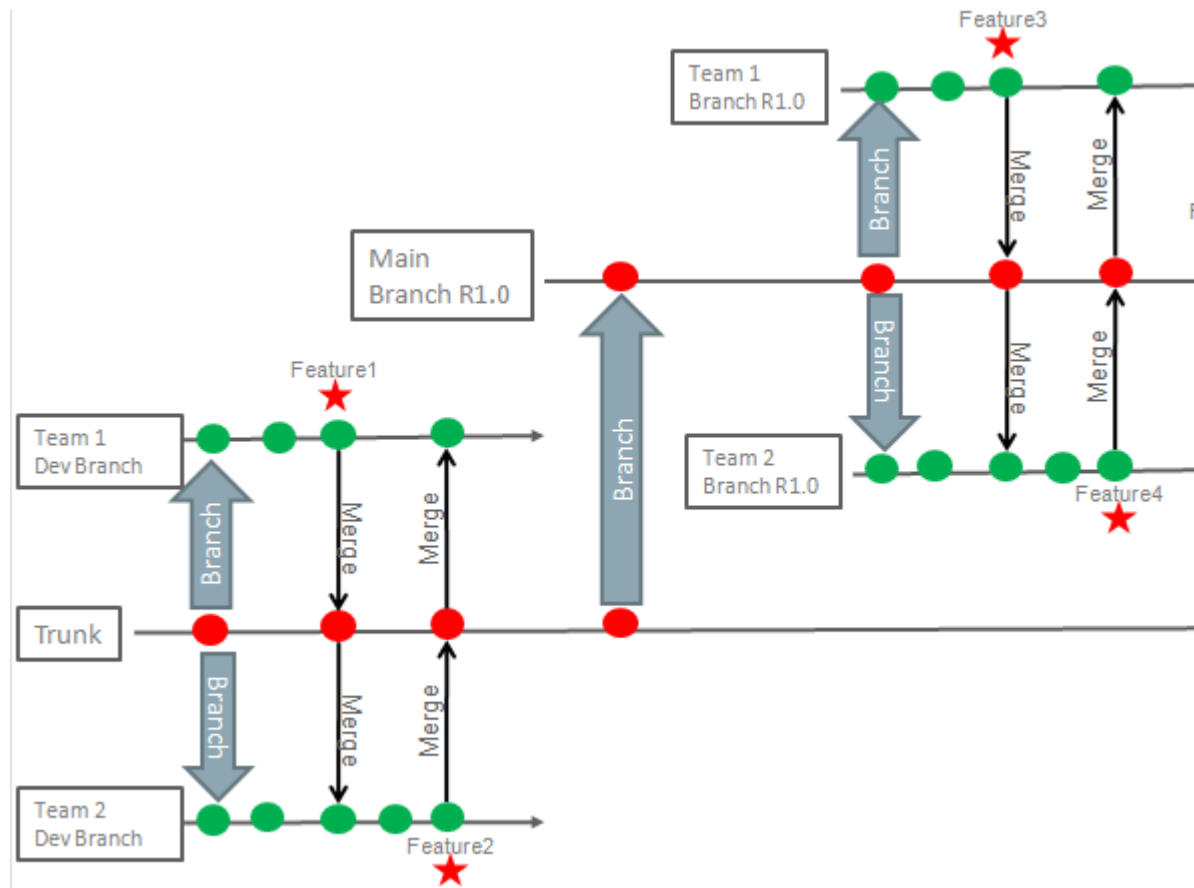 Feature3
Team 1
Branch R1.0
Branch
Merge
Merge
F
Main
Branch R1.0
Branch
Merge
Merge
Feature1
Team 1
Dev Branch
Branch
Team 2
Branch R1.0
Feature4
Branch
Merge
Merge
Trunk
Branch
Merge
Merge
Team 2
Dev Branch
Feature2